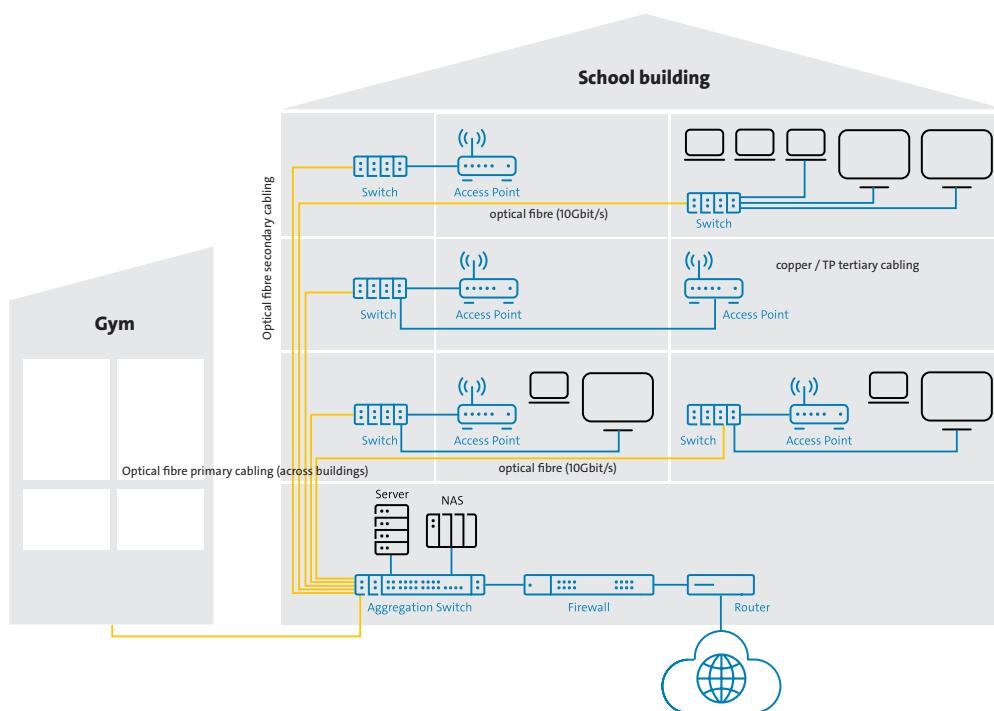 School building
Switch
Access Point
optical fibre (10Gbit/s)
Switch
Optical fibre secondary cabling
copper / TP tertiary cabling
Switch
Access Point
Access Point
Gym
Switch
Access Point
Switch
Access Point
Optical fibre primary cabling (across buildings)
optical fibre (10Gbit/s)
Server
NAS
Aggregation Switch
Firewall
Router